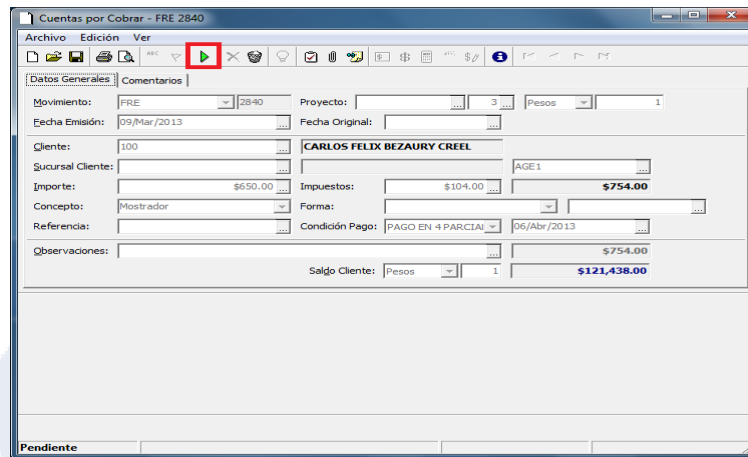 Cuentas por Cobrar - FRE 2840
Archivo Edición Ver
ABC
Datos Generales Comentarios
Movimiento: FRE 2840 Proyecto: ... 3 ... Pesos 1
Fecha Emisión: 09/Mar/2013 ... Fecha Original: ...
Cliente: 100 ... CARLOS FELIX BEZAURY CREEL
Sucursal Cliente: ... AGE1 ...
Importe: $650.00 ... Impuestos: $104.00 ... $754.00
Concepto: Mostrador Forma: ...
Referencia: ... Condición Pago: PAGO EN 4 PARCIAL 06/Abr/2013
Observaciones: ... $754.00
Saldo Cliente: Pesos 1 $121,438.00
Pendiente